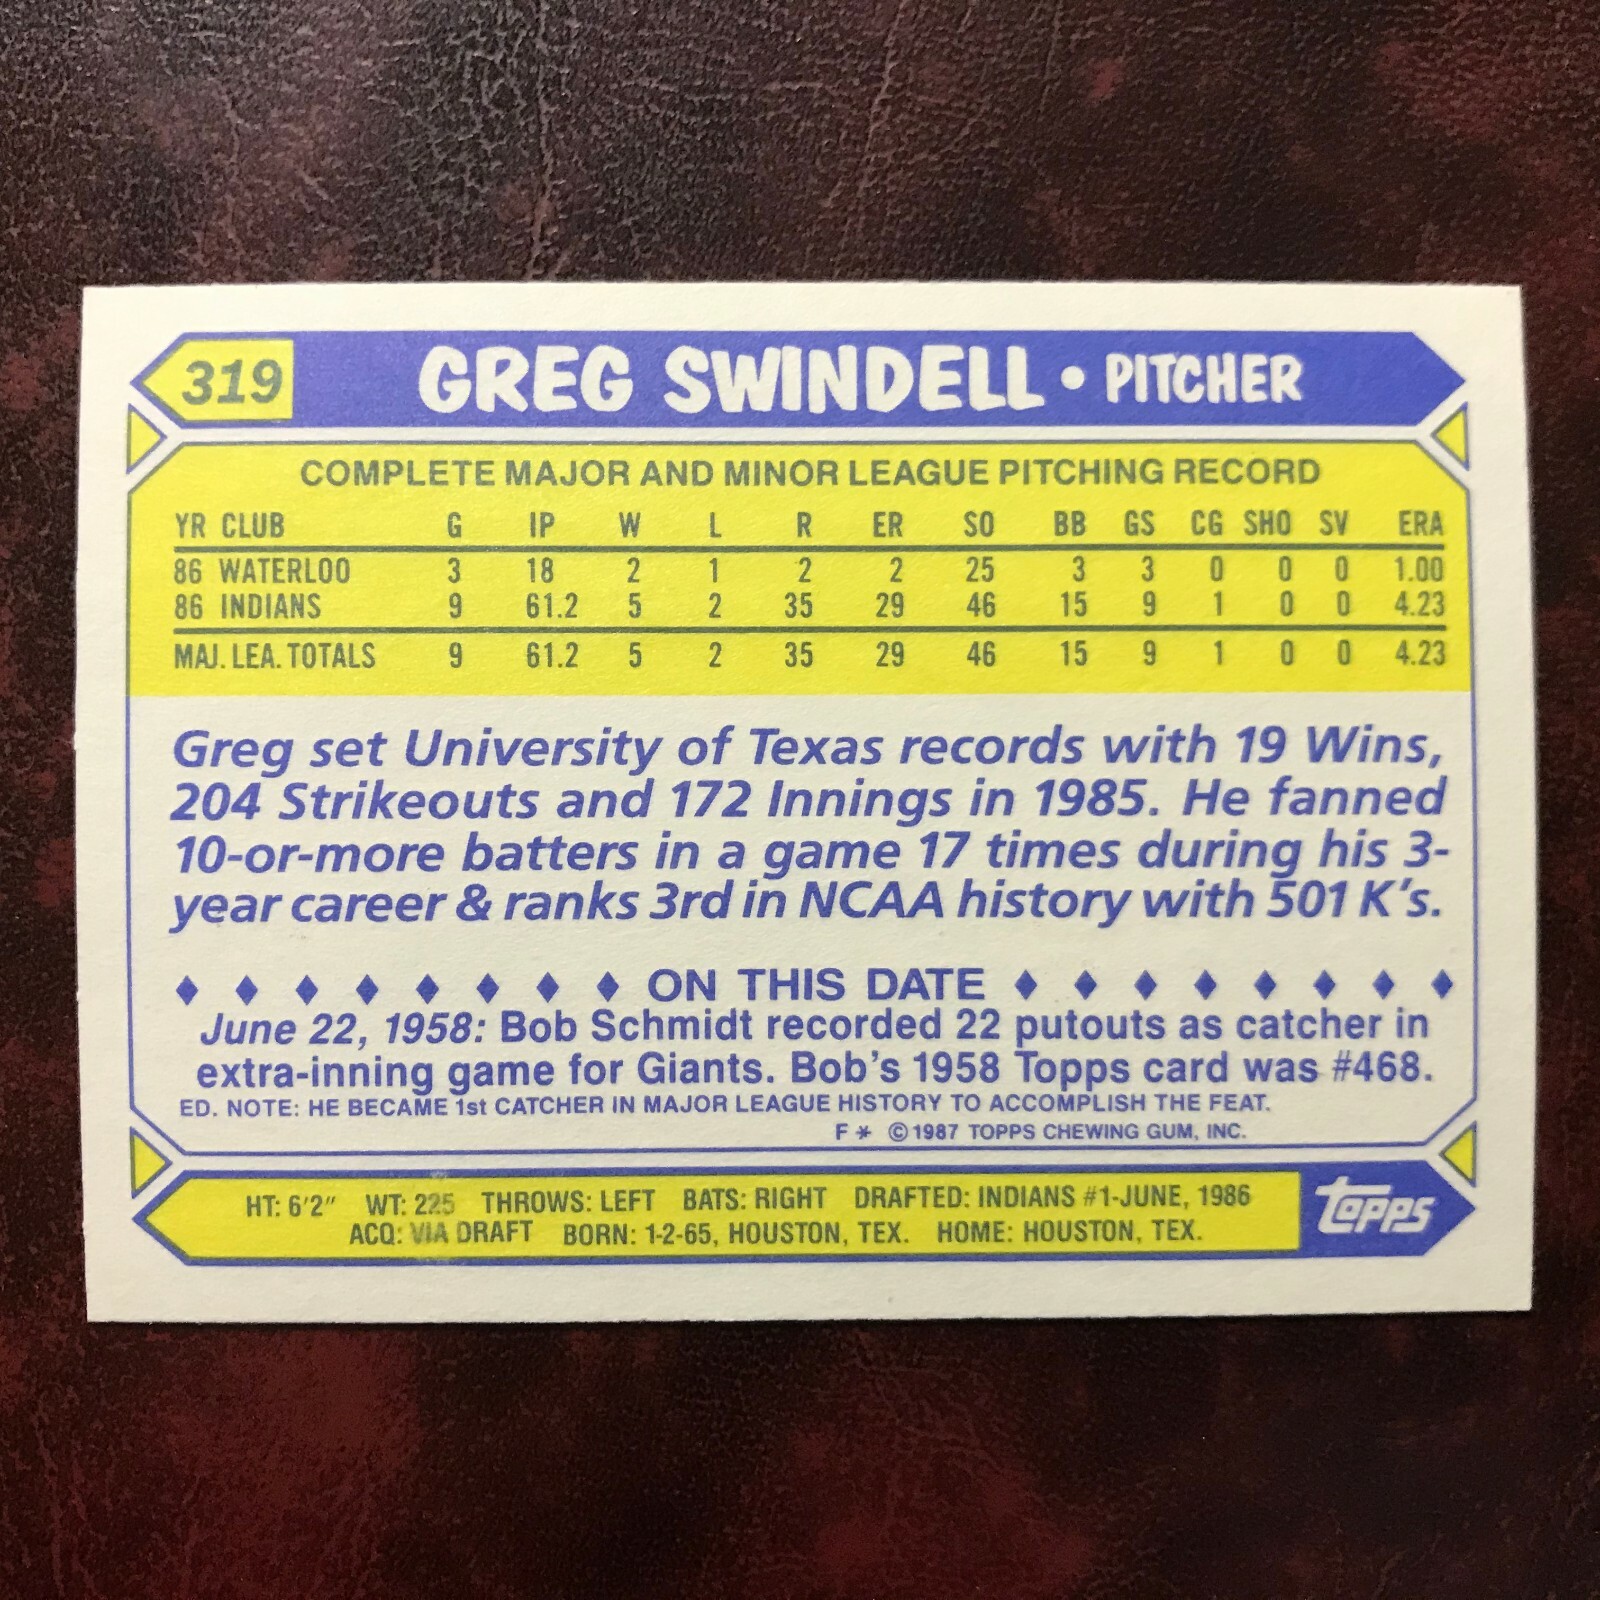 319 GREG SWINDELL • PITCHER
COMPLETE MAJOR AND MINOR LEAGUE PITCHING RECORD
YR CLUB G IP W L R ER SO BB GS CG SHO SV ERA
86 WATERLOO 3 18 2 1 2 2 25 3 3 0 0 0 1.00
86 INDIANS 9 61.2 5 2 35 29 46 15 9 1 0 0 4.23
MAJ. LEA. TOTALS 9 61.2 5 2 35 29 46 15 9 1 0 0 4.23
Greg set University of Texas records with 19 Wins,
204 Strikeouts and 172 Innings in 1985. He fanned
10-or-more batters in a game 17 times during his 3-
year career & ranks 3rd in NCAA history with 501 K's.
♦ ♦ ♦ ♦ ♦ ♦ ♦ ♦ ON THIS DATE ♦ ♦ ♦ ♦ ♦ ♦ ♦ ♦
June 22, 1958: Bob Schmidt recorded 22 putouts as catcher in
extra-inning game for Giants. Bob's 1958 Topps card was #468.
ED. NOTE: HE BECAME 1st CATCHER IN MAJOR LEAGUE HISTORY TO ACCOMPLISH THE FEAT.
F * © 1987 TOPPS CHEWING GUM, INC.
HT: 6'2" WT: 225 THROWS: LEFT BATS: RIGHT DRAFTED: INDIANS #1-JUNE, 1986
ACQ: VIA DRAFT BORN: 1-2-65, HOUSTON, TEX. HOME: HOUSTON, TEX.
topps